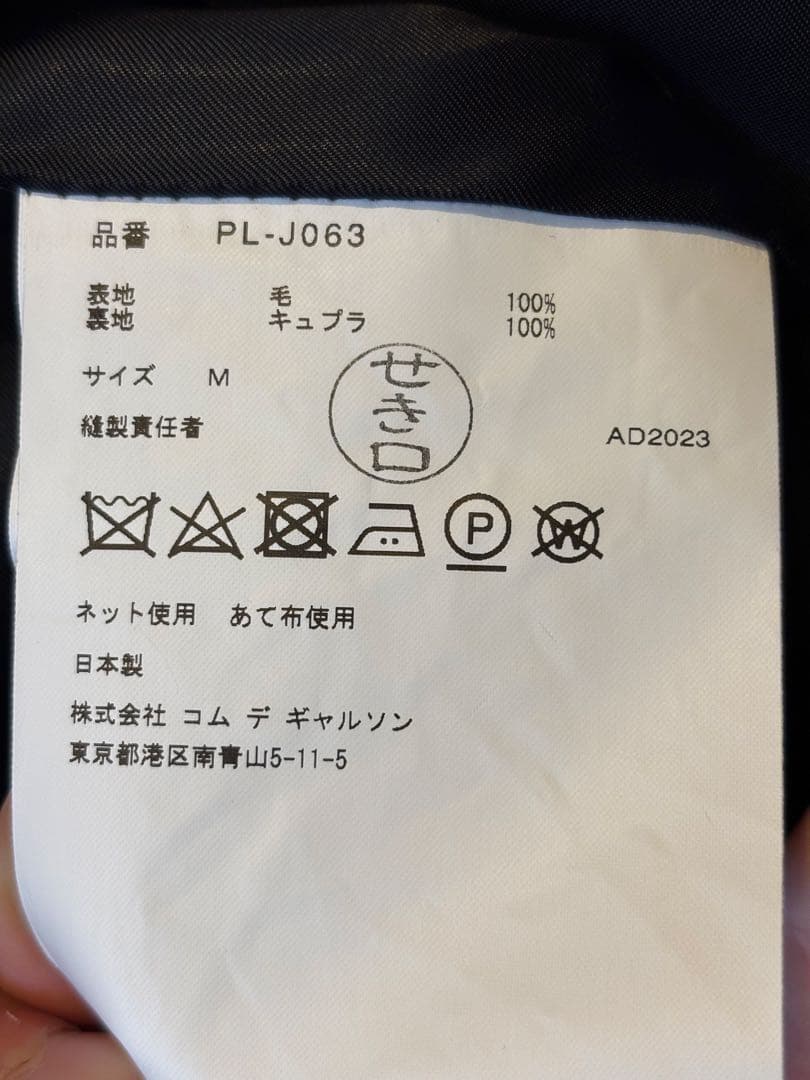 品番 PL-J063
表地 毛 100%
裏地 キュプラ 100%
サイズ M
せき口
縫製責任者
AD2023
P
W
ネット使用 あて布使用
日本製
株式会社 コム デ ギャルソン
東京都港区南青山5-11-5